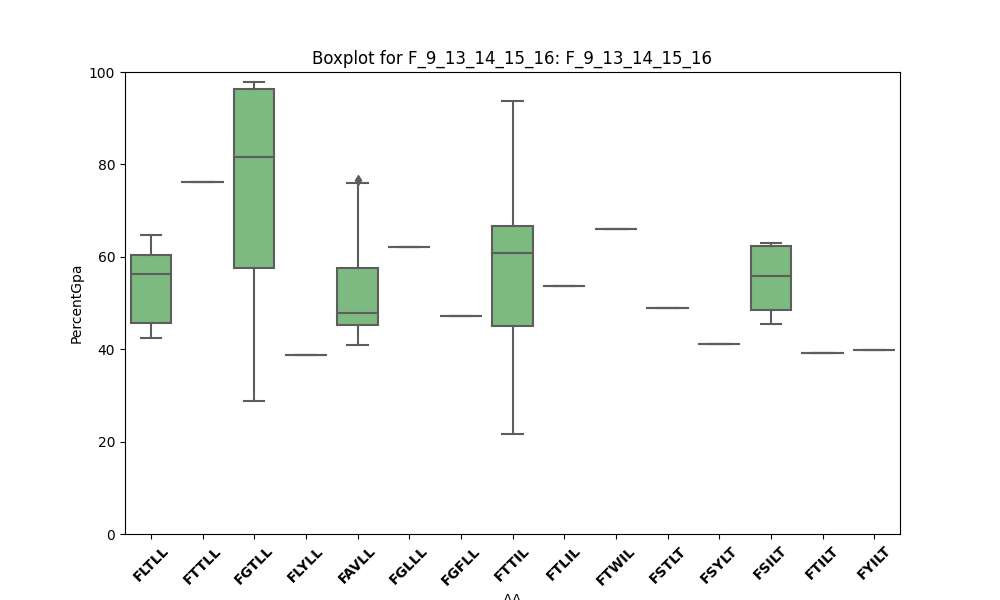 Boxplot for F_9_13_14_15_16: F_9_13_14_15_16
100
80
60
40
20
0
PercentGpa
FLTLL FTTLL FGTLL FLYLL FAVLL FGLLL FGFLL FTTIL FTLIL FTWIL FSTLT FSYLT FSILT FTILT FYILT
AA